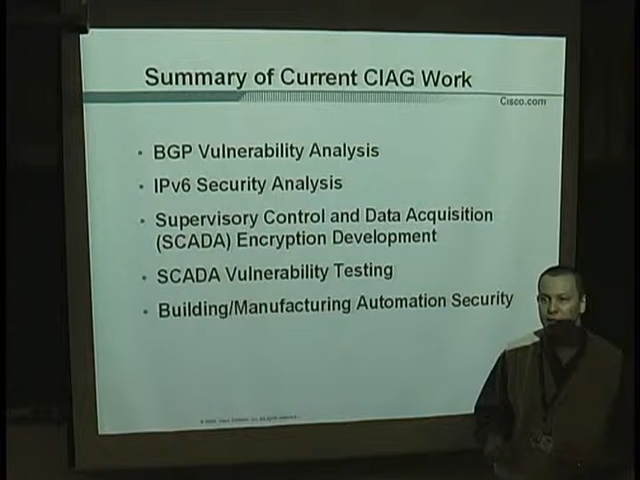 Summary of Current CIAG Work
Cisco.com
• BGP Vulnerability Analysis
• IPv6 Security Analysis
• Supervisory Control and Data Acquisition
(SCADA) Encryption Development
• SCADA Vulnerability Testing
• Building/Manufacturing Automation Security